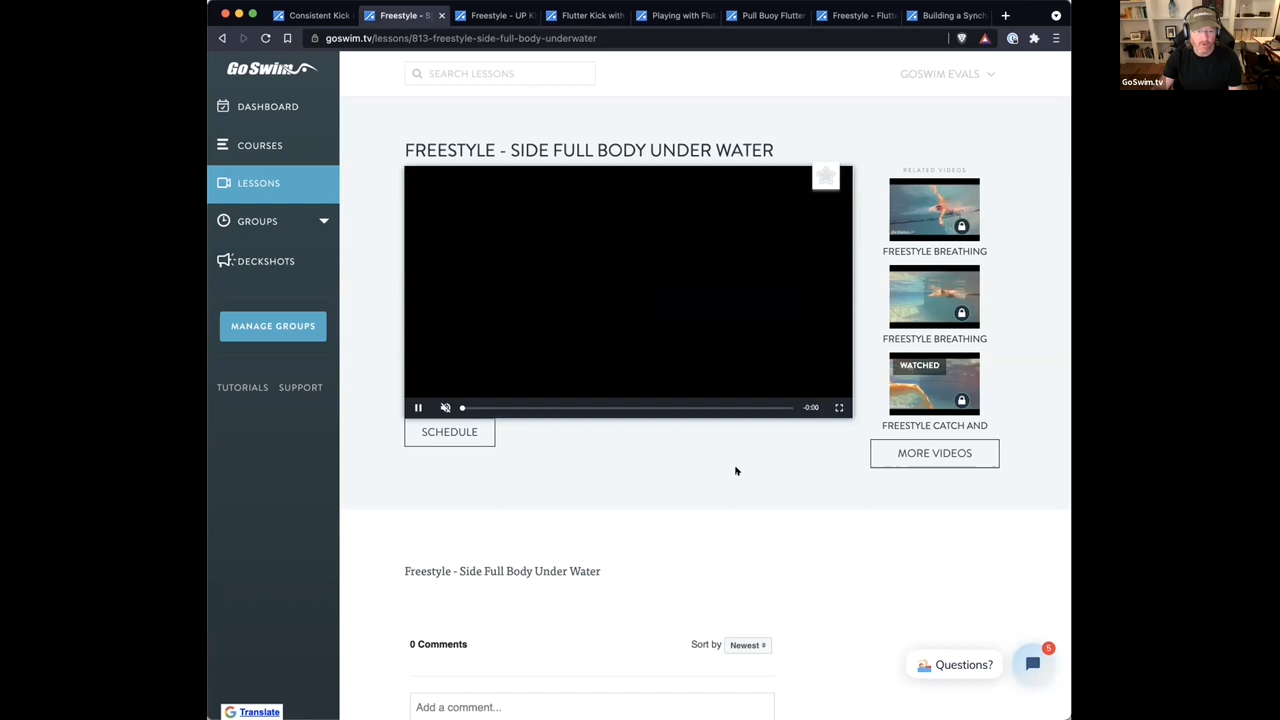 Consistent Kick
Freestyle - S
Freestyle - UP K
Flutter Kick with
Playing with Flut
Pull Buoy Flutter
Freestyle - Flutte
Building a Synch
goswim.tv/lessons/813-freestyle-side-full-body-underwater
GoSwim
SEARCH LESSONS
GOSWIM EVALS
DASHBOARD
COURSES
LESSONS
GROUPS
DECKSHOTS
MANAGE GROUPS
TUTORIALS
SUPPORT
FREESTYLE - SIDE FULL BODY UNDER WATER
-0:00
SCHEDULE
RELATED VIDEOS
FREESTYLE BREATHING
FREESTYLE BREATHING
WATCHED
FREESTYLE CATCH AND
MORE VIDEOS
Freestyle - Side Full Body Under Water
0 Comments
Sort by Newest
Add a comment...
Questions?
5
Translate
GoSwim.tv